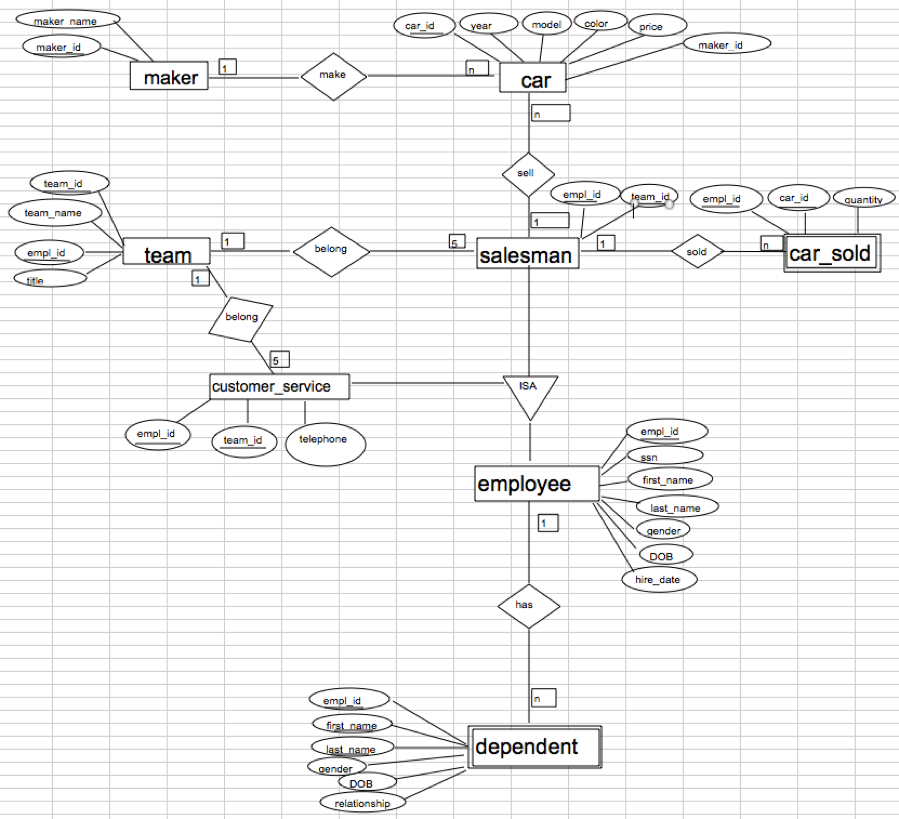 maker_name
maker_id
maker
1
make
n
car_id
year
model
color
price
maker_id
car
n
sell
1
team_id
team_name
empl_id
title
team
1
belong
5
empl_id
team_id
salesman
1
sold
n
empl_id
car_id
quantity
car_sold
1
belong
5
customer_service
empl_id
team_id
telephone
ISA
employee
empl_id
ssn
first_name
last_name
gender
DOB
hire_date
1
has
n
empl_id
first_name
last_name
gender
DOB
relationship
dependent